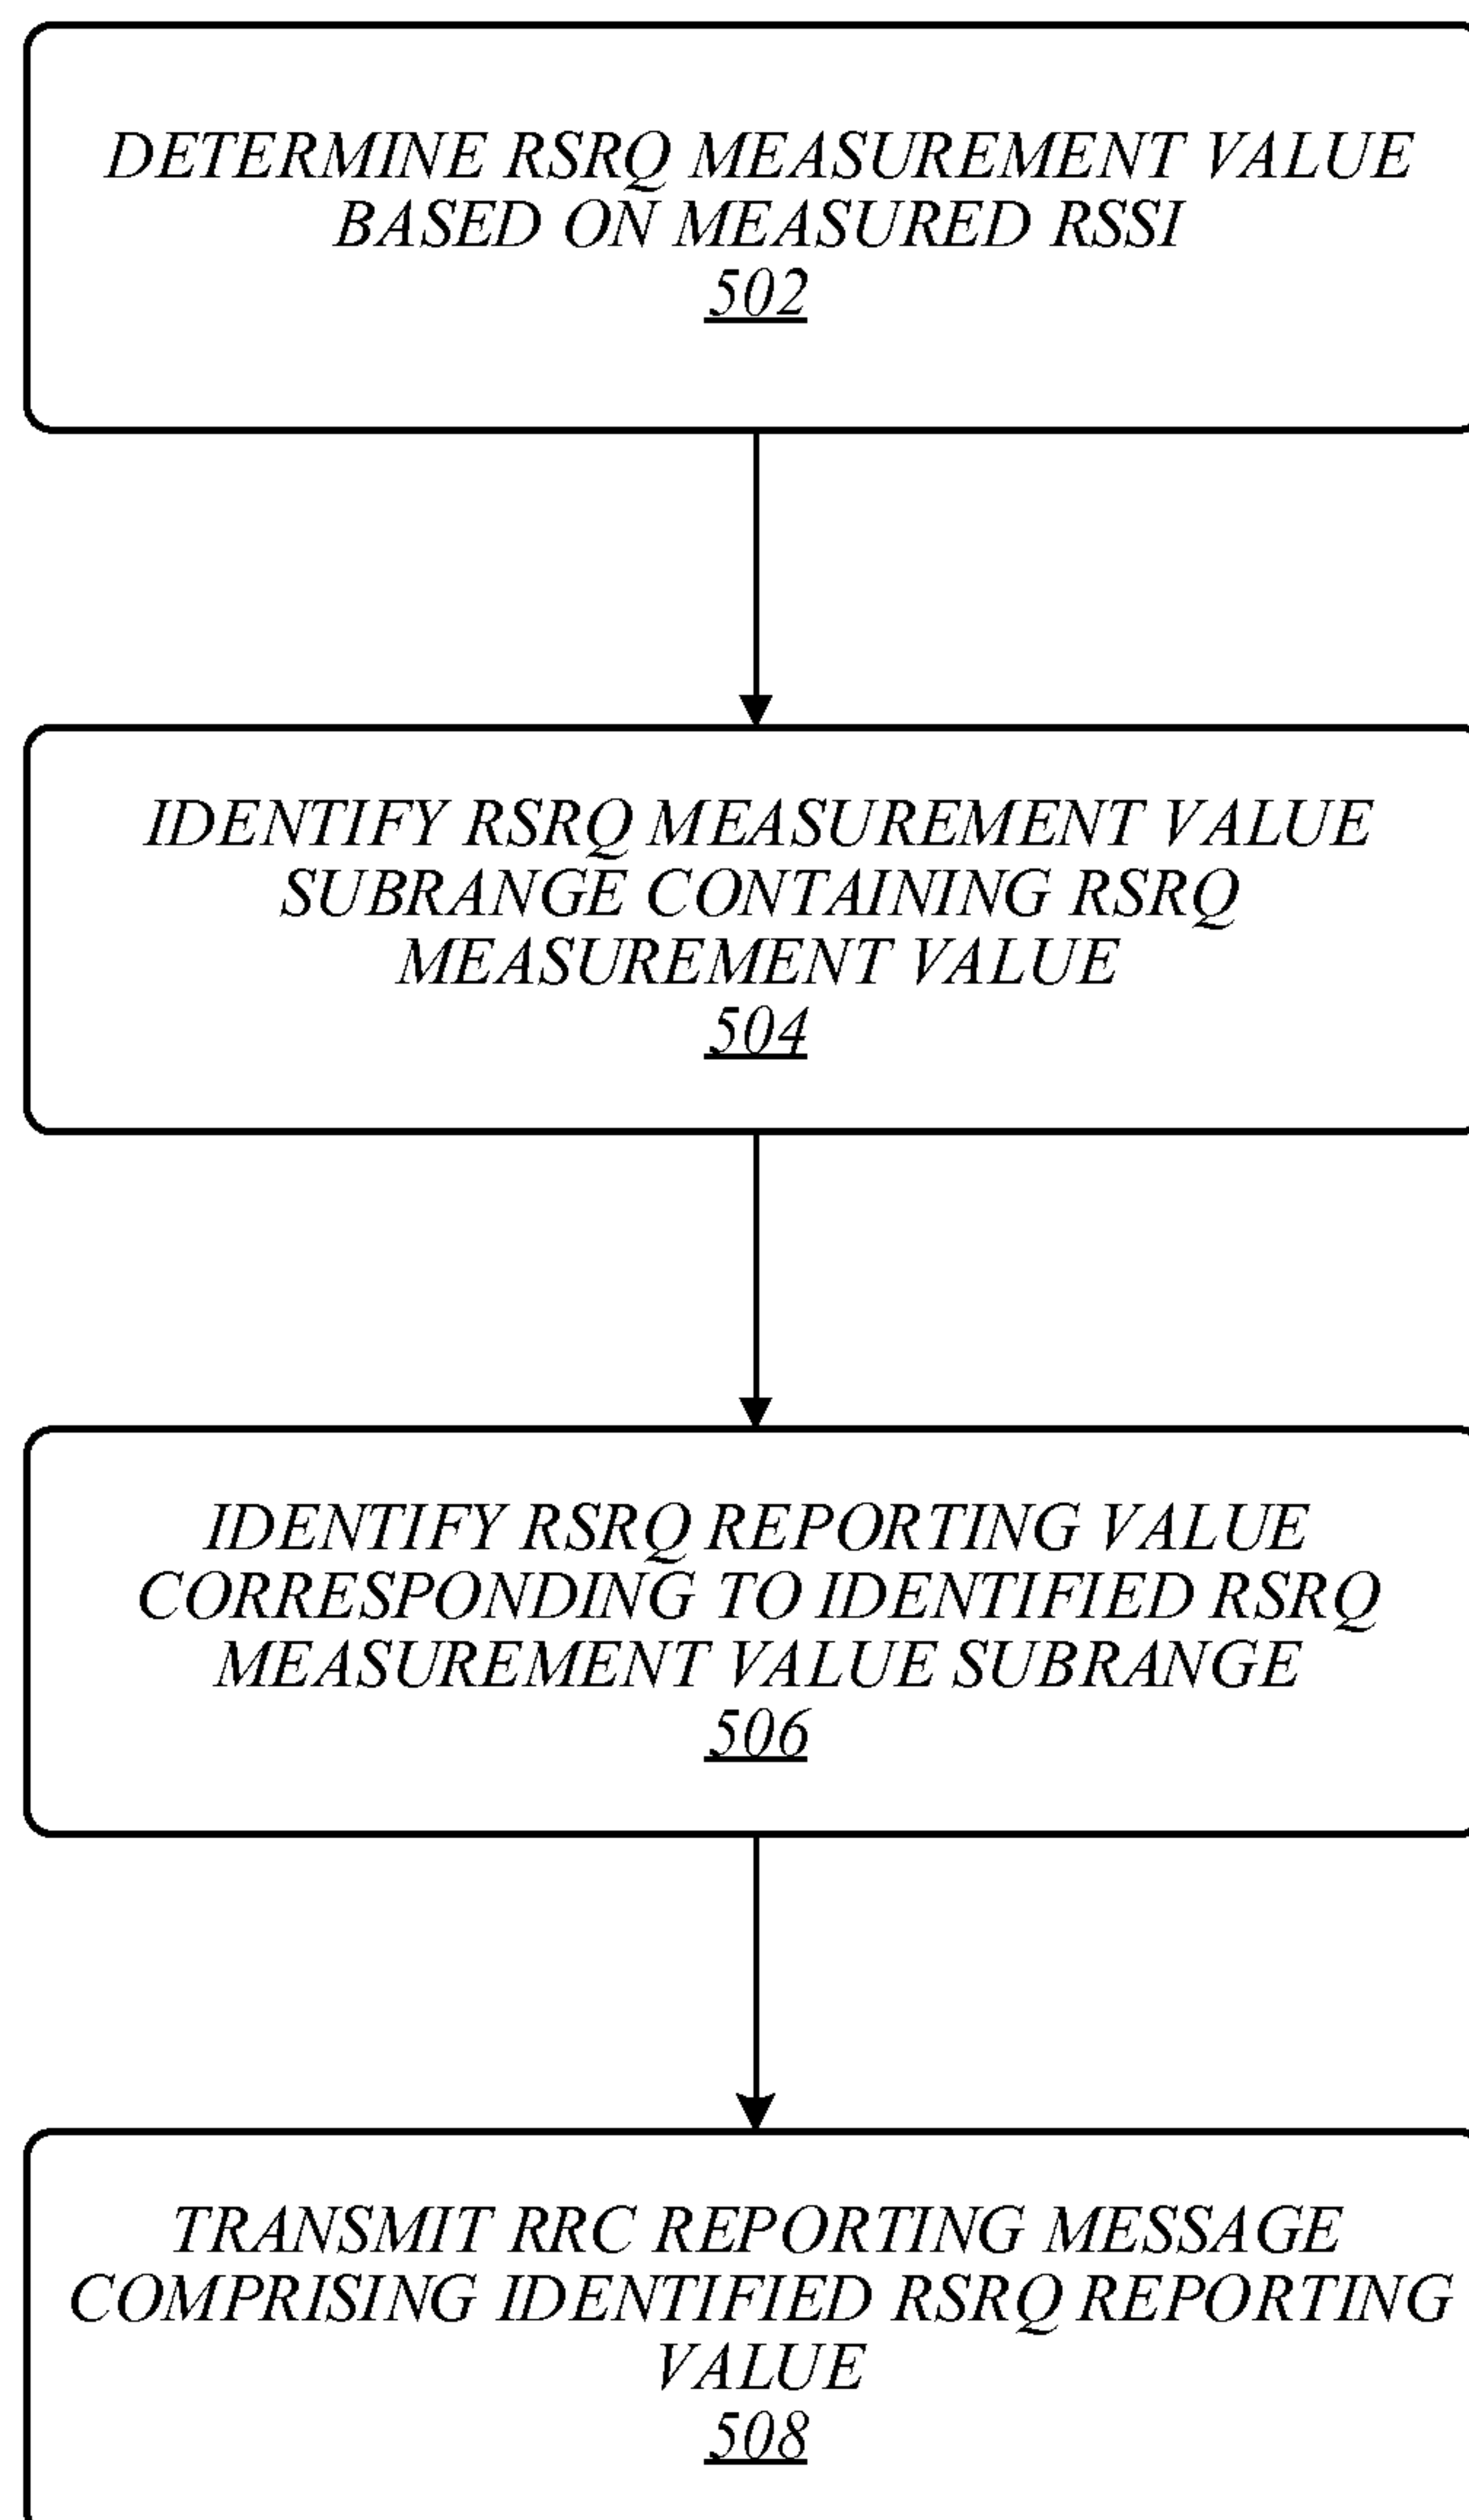 DETERMINE RSRQ MEASUREMENT VALUE
BASED ON MEASURED RSSI
502
IDENTIFY RSRQ MEASUREMENT VALUE
SUBRANGE CONTAINING RSRQ
MEASUREMENT VALUE
504
IDENTIFY RSRQ REPORTING VALUE
CORRESPONDING TO IDENTIFIED RSRQ
MEASUREMENT VALUE SUBRANGE
506
TRANSMIT RRC REPORTING MESSAGE
COMPRISING IDENTIFIED RSRQ REPORTING
VALUE
508